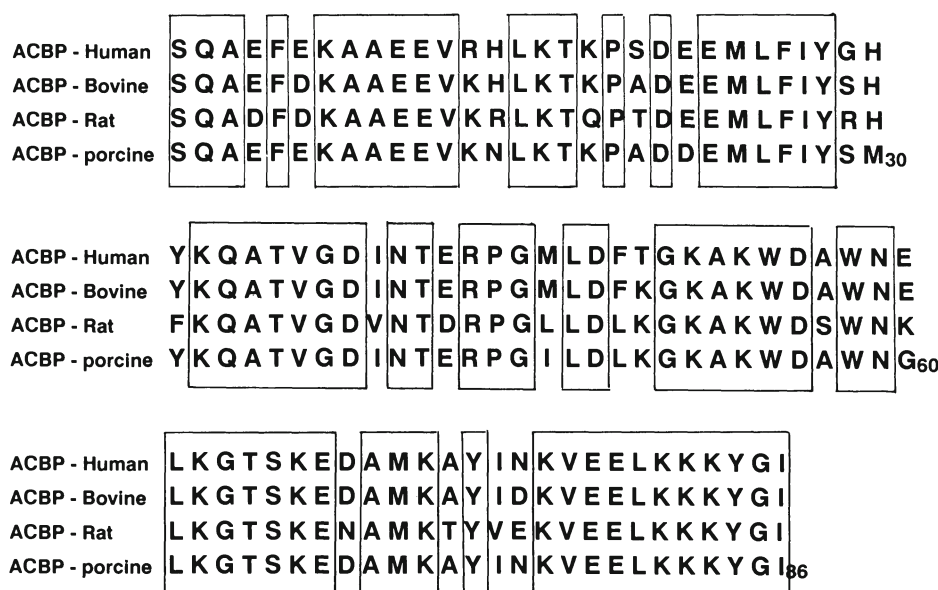 ACBP - Human S Q A E F E K A A E E V R H L K T K P S D E E M L F I Y G H
ACBP - Bovine S Q A E F D K A A E E V K H L K T K P A D E E M L F I Y S H
ACBP - Rat S Q A D F D K A A E E V K R L K T Q P T D E E M L F I Y R H
ACBP - porcine S Q A E F E K A A E E V K N L K T K P A D D E M L F I Y S M30
ACBP - Human Y K Q A T V G D I N T E R P G M L D F T G K A K W D A W N E
ACBP - Bovine Y K Q A T V G D I N T E R P G M L D F K G K A K W D A W N E
ACBP - Rat F K Q A T V G D V N T D R P G L L D L K G K A K W D S W N K
ACBP - porcine Y K Q A T V G D I N T E R P G I L D L K G K A K W D A W N G60
ACBP - Human L K G T S K E D A M K A Y I N K V E E L K K K Y G I
ACBP - Bovine L K G T S K E D A M K A Y I D K V E E L K K K Y G I
ACBP - Rat L K G T S K E N A M K T Y V E K V E E L K K K Y G I
ACBP - porcine L K G T S K E D A M K A Y I N K V E E L K K K Y G I86